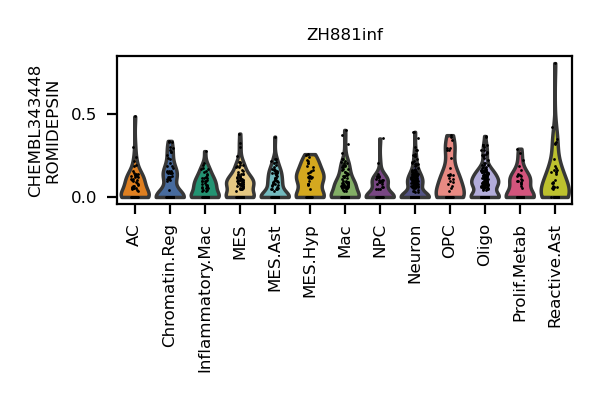 ZH881inf
CHEMBL343448
ROMIDEPSIN
0.5
0.0
AC
Chromatin.Reg
Inflammatory.Mac
MES
MES.Ast
MES.Hyp
Mac
NPC
Neuron
OPC
Oligo
Prolif.Metab
Reactive.Ast